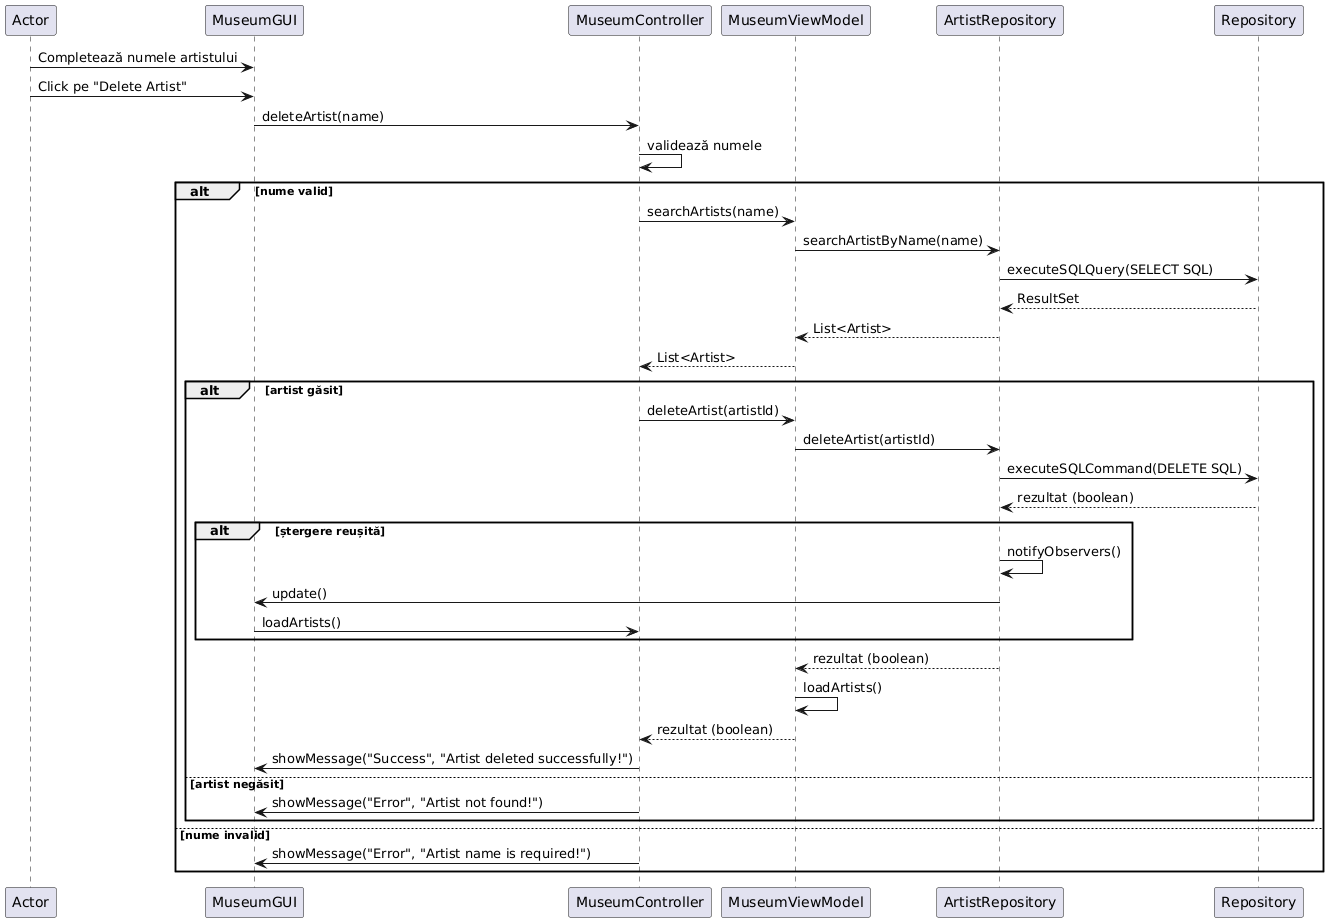 Actor MuseumGUI MuseumController MuseumViewModel ArtistRepository Repository
Completează numele artistului
Click pe "Delete Artist"
deleteArtist(name)
validează numele
alt [nume valid]
searchArtists(name)
searchArtistByName(name)
executeSQLQuery(SELECT SQL)
ResultSet
List<Artist>
List<Artist>
alt [artist găsit]
deleteArtist(artistId)
deleteArtist(artistId)
executeSQLCommand(DELETE SQL)
rezultat (boolean)
alt [ștergere reușită]
notifyObservers()
update()
loadArtists()
rezultat (boolean)
loadArtists()
rezultat (boolean)
showMessage("Success", "Artist deleted successfully!")
[artist negăsit]
showMessage("Error", "Artist not found!")
[nume invalid]
showMessage("Error", "Artist name is required!")
Actor MuseumGUI MuseumController MuseumViewModel ArtistRepository Repository